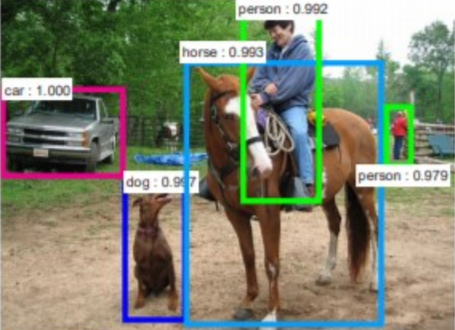 person : 0.992
horse : 0.993
car : 1.000
person : 0.979
dog : 0.997